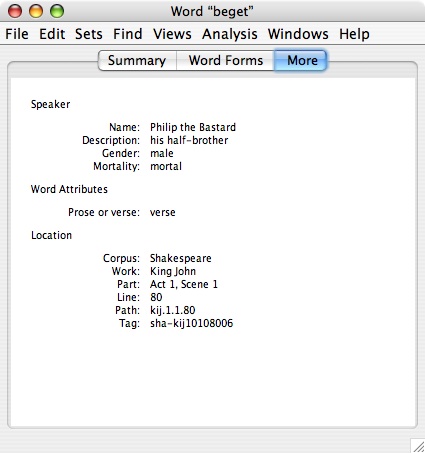 Word “beget”
File Edit Sets Find Views Analysis Windows Help
Summary Word Forms More
Speaker
Name: Philip the Bastard
Description: his half-brother
Gender: male
Mortality: mortal
Word Attributes
Prose or verse: verse
Location
Corpus: Shakespeare
Work: King John
Part: Act 1, Scene 1
Line: 80
Path: kij.1.1.80
Tag: sha-kij10108006